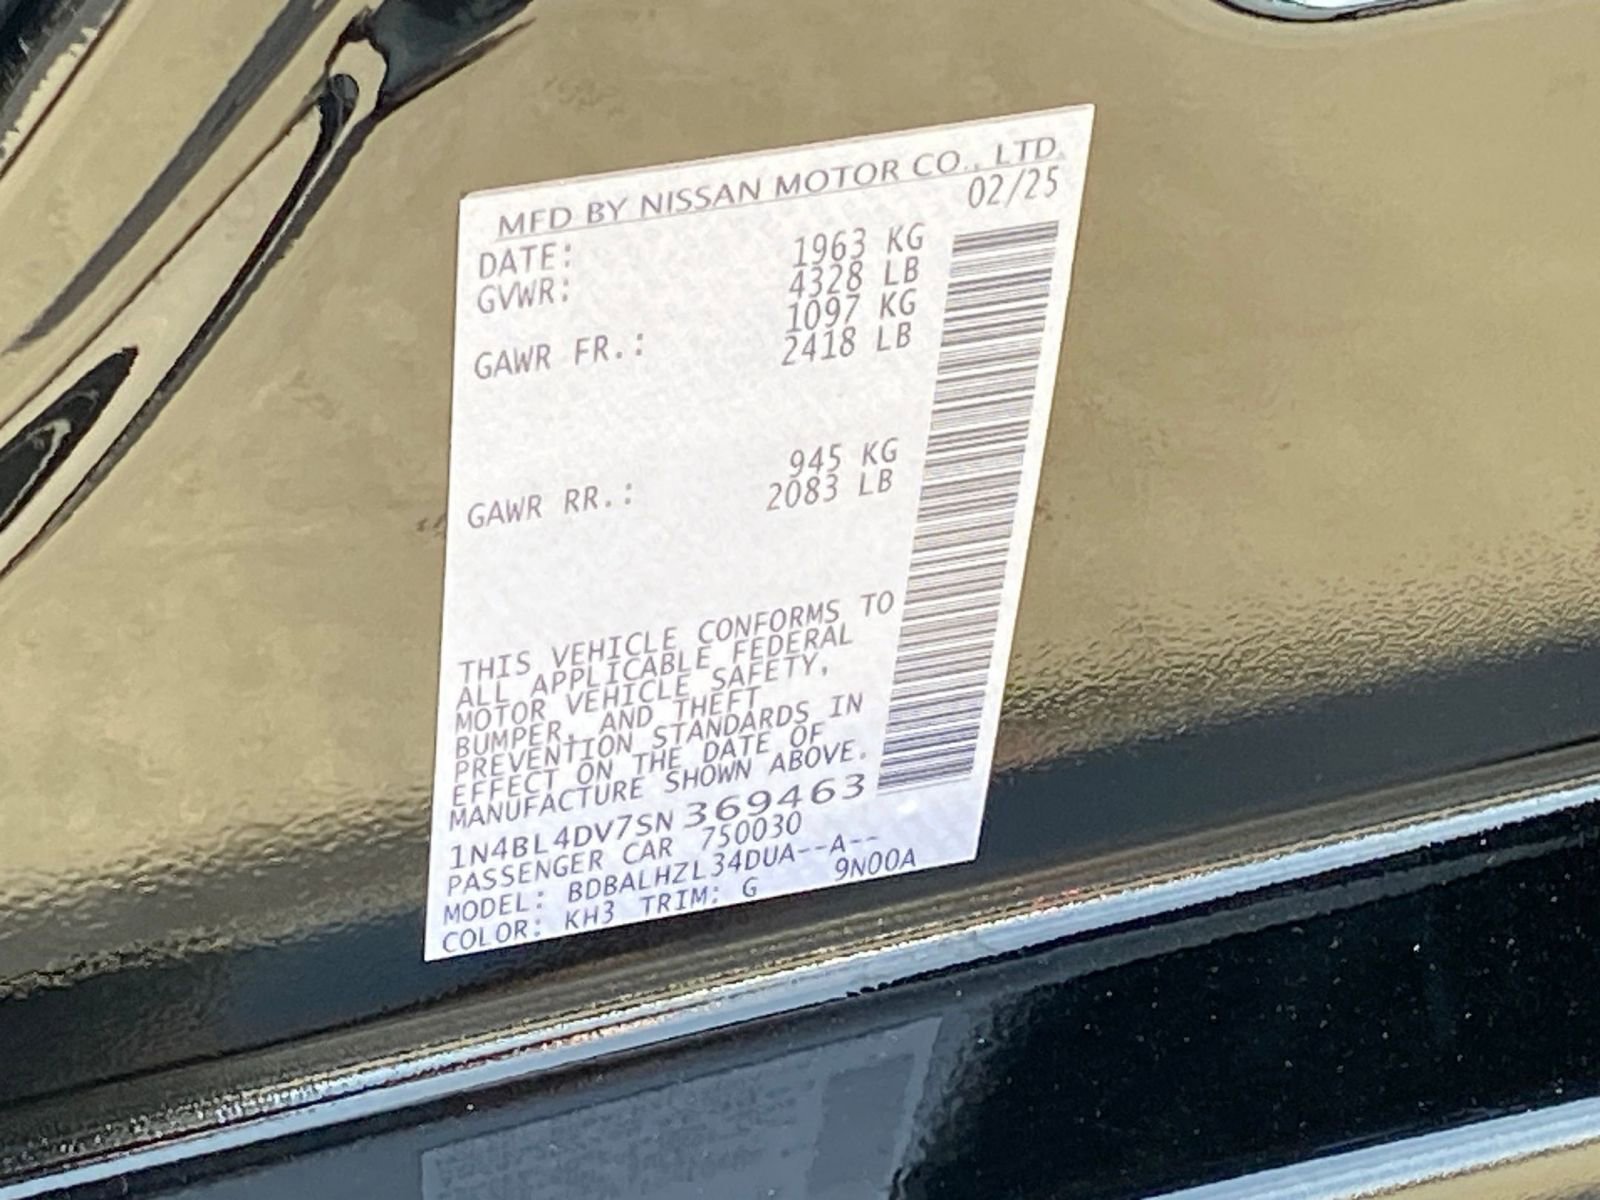 MFD BY NISSAN MOTOR CO., LTD.
DATE: 02/25
GVWR: 1963 KG
4328 LB
GAWR FR.: 1097 KG
2418 LB
GAWR RR.: 945 KG
2083 LB
THIS VEHICLE CONFORMS TO
ALL APPLICABLE FEDERAL
MOTOR VEHICLE SAFETY,
BUMPER, AND THEFT
PREVENTION STANDARDS IN
EFFECT ON THE DATE OF
MANUFACTURE SHOWN ABOVE.
1N4BL4DV7SN 369463
PASSENGER CAR 750030
MODEL: BDBALHZL34DUA--A--
COLOR: KH3 TRIM: G 9N00A